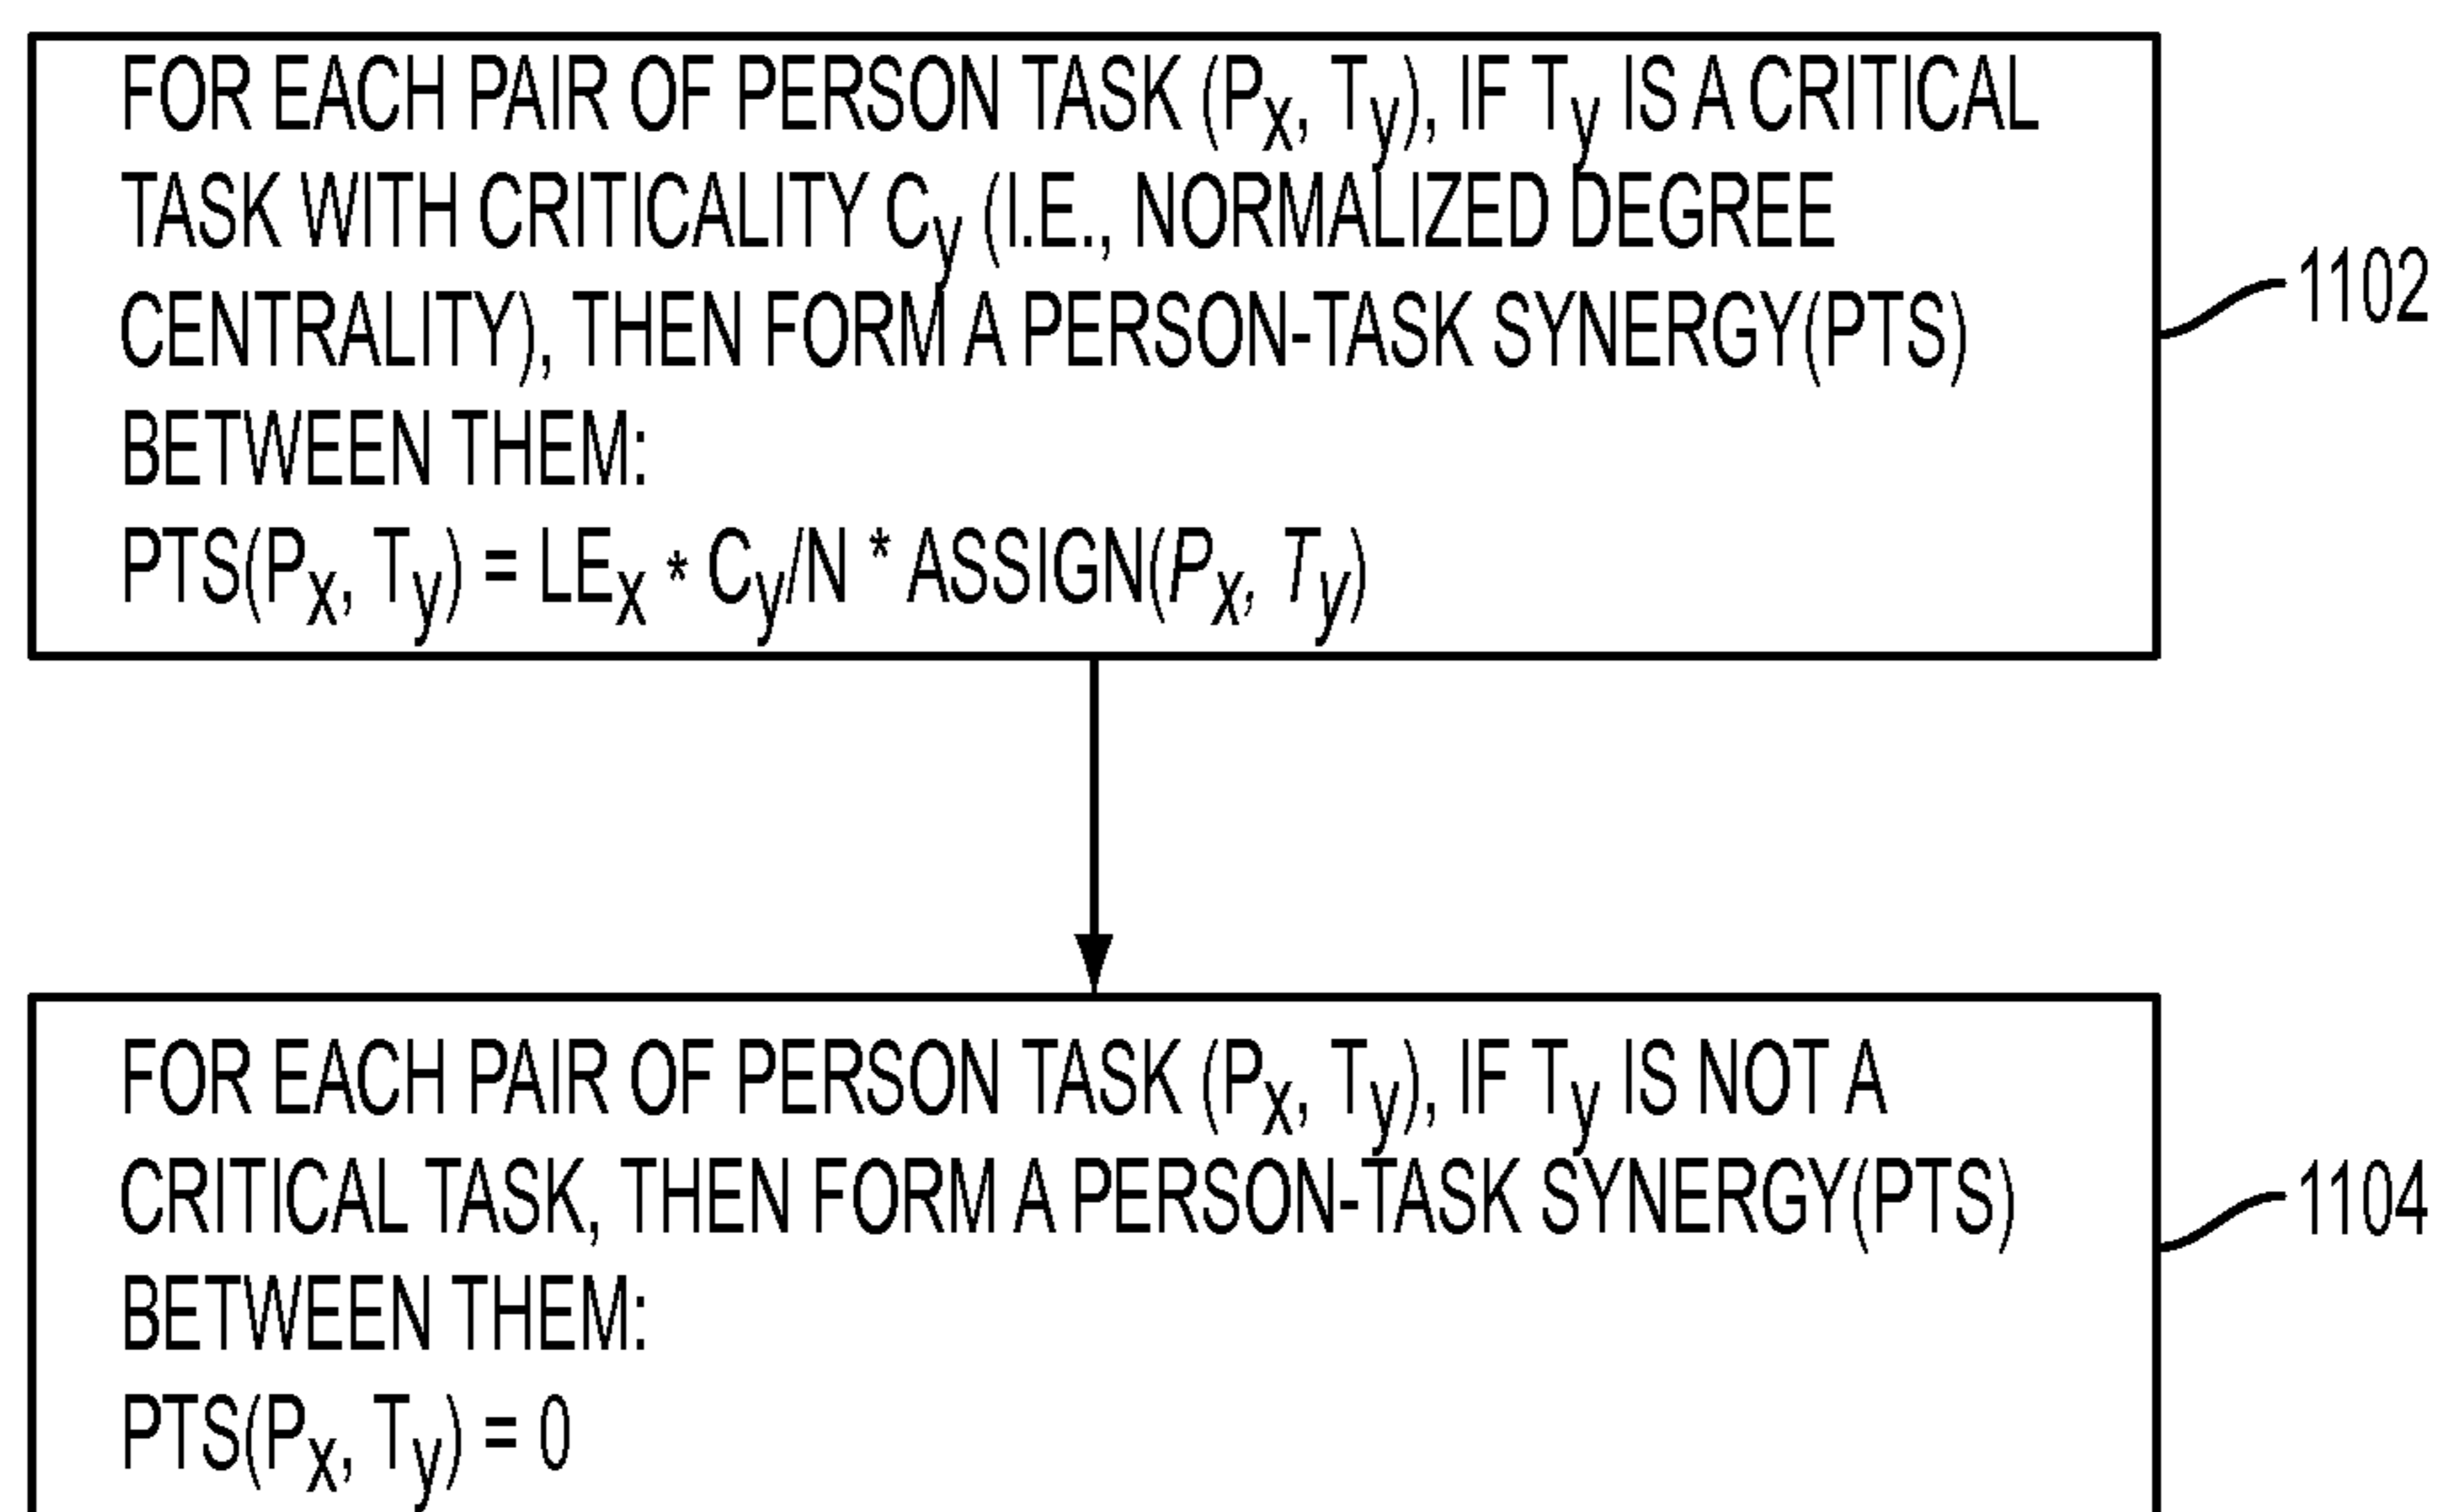 FOR EACH PAIR OF PERSON TASK (Px, Ty), IF Ty IS A CRITICAL
TASK WITH CRITICALITY Cy (I.E., NORMALIZED DEGREE
CENTRALITY), THEN FORM A PERSON-TASK SYNERGY(PTS)
BETWEEN THEM:
PTS(Px, Ty) = LEx * Cy/N * ASSIGN(Px, Ty)
1102
FOR EACH PAIR OF PERSON TASK (Px, Ty), IF Ty IS NOT A
CRITICAL TASK, THEN FORM A PERSON-TASK SYNERGY(PTS)
BETWEEN THEM:
PTS(Px, Ty) = 0
1104